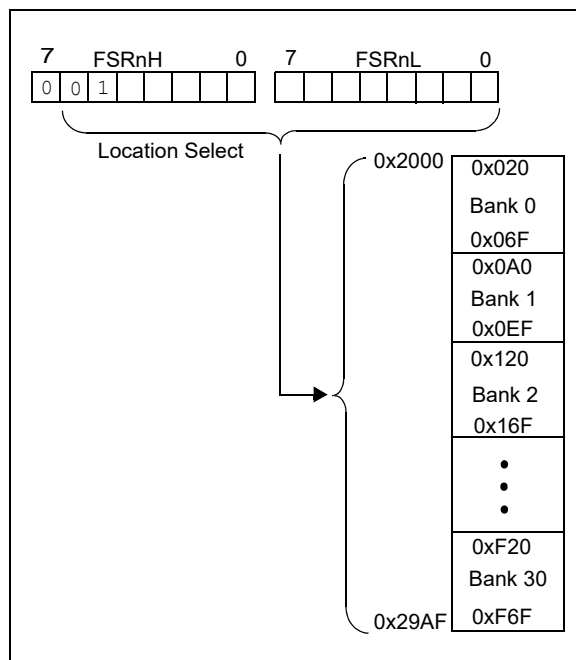 7 FSRnH 0 7 FSRnL 0
0 0 1
Location Select
0x2000
0x020
Bank 0
0x06F
0x0A0
Bank 1
0x0EF
0x120
Bank 2
0x16F
0xF20
Bank 30
0xF6F
0x29AF